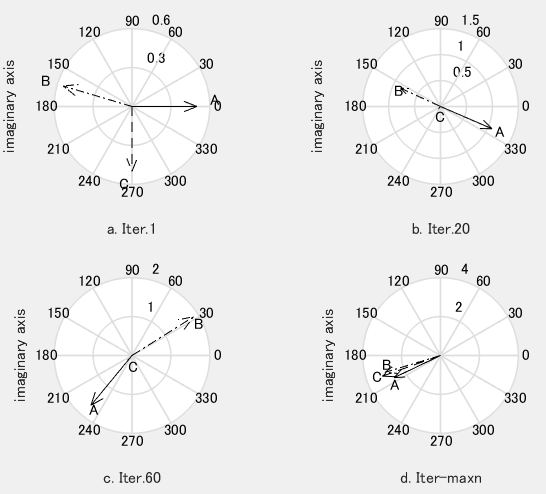 90 0.6
120 60
0.3
150 30
B
A
180 0
210 330
240 C 300
270
imaginary axis
a. Iter.1
90 1.5
120 60
1
150 0.5 30
B
180 0
C
A
210 330
240 300
270
imaginary axis
b. Iter.20
90 2
120 60
1
150 30
B
180 0
C
210 330
A
240 300
270
imaginary axis
c. Iter.60
90 4
120 60
2
150 30
180 0
B
C
A
210 330
240 300
270
imaginary axis
d. Iter-maxn